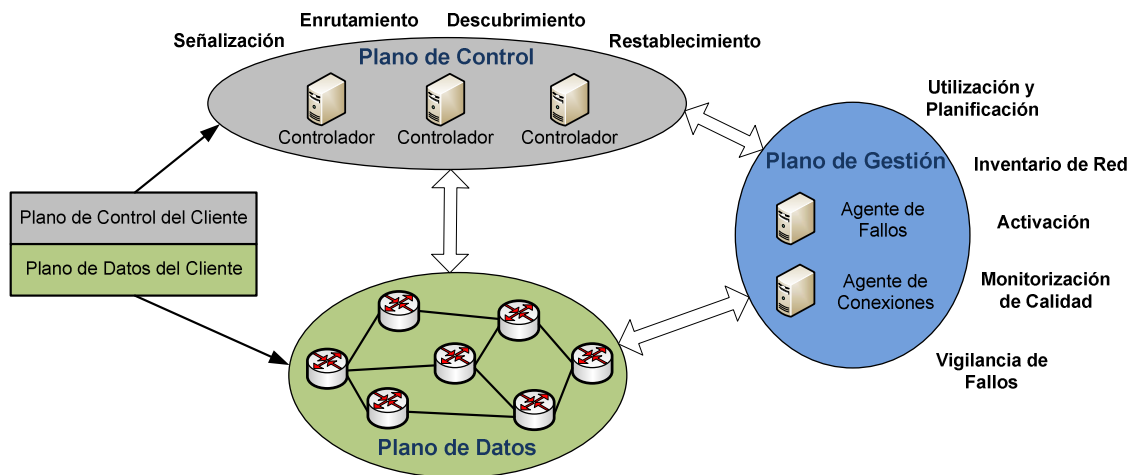 Enrutamiento
Descubrimiento
Señalización
Restablecimiento
Plano de Control
Controlador
Controlador
Controlador
Utilización y
Planificación
Plano de Gestión
Inventario de Red
Agente de
Fallos
Activación
Agente de
Conexiones
Monitorización
de Calidad
Vigilancia de
Fallos
Plano de Control del Cliente
Plano de Datos del Cliente
Plano de Datos